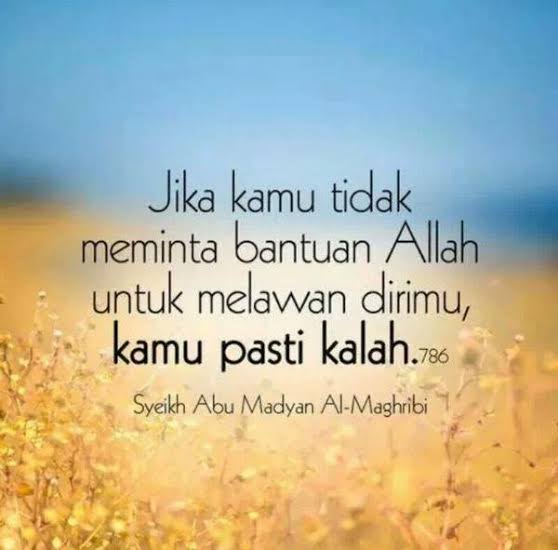 Jika kamu tidak
meminta bantuan Allah
untuk melawan dirimu,
kamu pasti kalah.786
Syeikh Abu Madyan Al-Maghribi